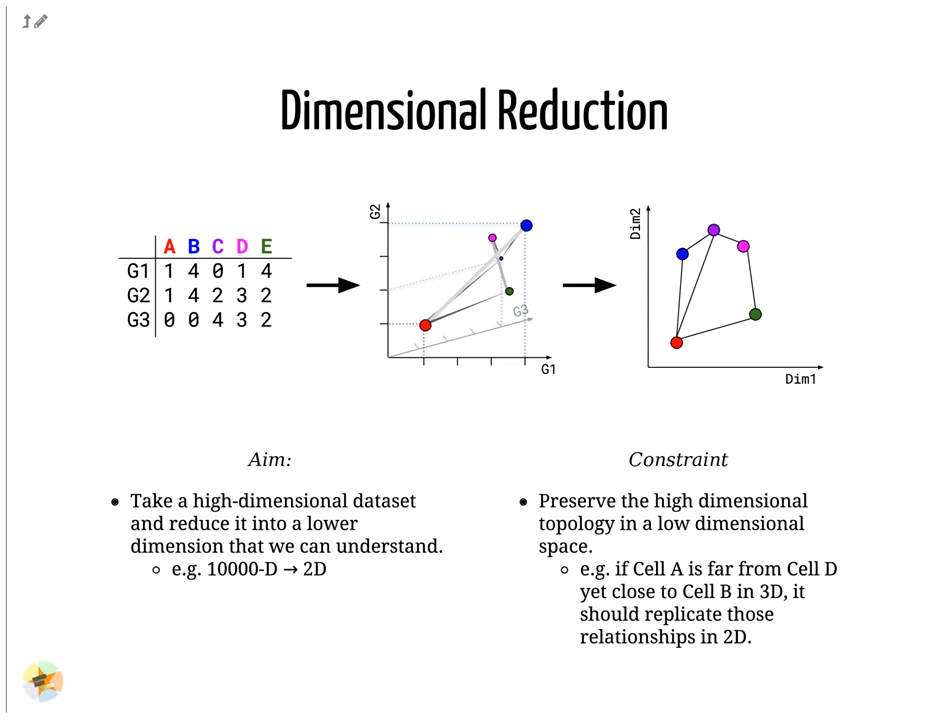 Dimensional Reduction
A B C D E
G1 1 4 0 1 4
G2 1 4 2 3 2
G3 0 0 4 3 2
G2
G3
G1
Dim2
Dim1
Aim:
• Take a high-dimensional dataset
and reduce it into a lower
dimension that we can understand.
○ e.g. 10000-D → 2D
Constraint
• Preserve the high dimensional
topology in a low dimensional
space.
○ e.g. if Cell A is far from Cell D
yet close to Cell B in 3D, it
should replicate those
relationships in 2D.